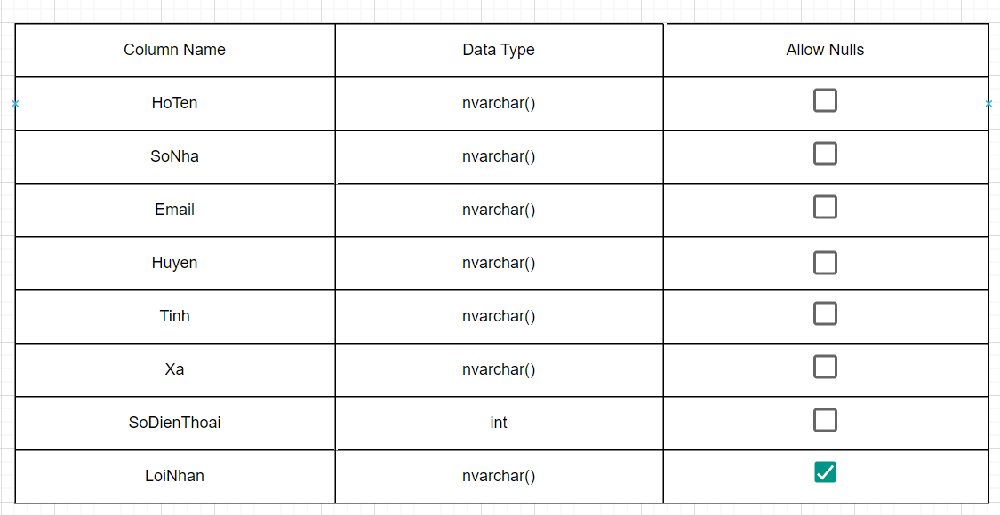 Column Name Data Type Allow Nulls
HoTen nvarchar()
SoNha nvarchar()
Email nvarchar()
Huyen nvarchar()
Tinh nvarchar()
Xa nvarchar()
SoDienThoai int
LoiNhan nvarchar()